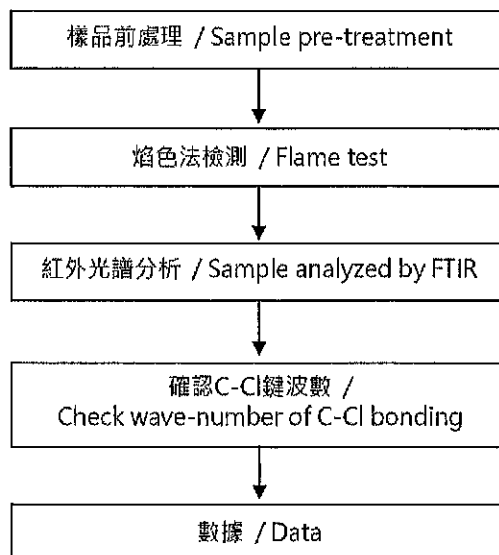 樣品前處理 / Sample pre-treatment
焰色法檢測 / Flame test
紅外光譜分析 / Sample analyzed by FTIR
確認C-Cl鍵波數 /
Check wave-number of C-Cl bonding
數據 / Data